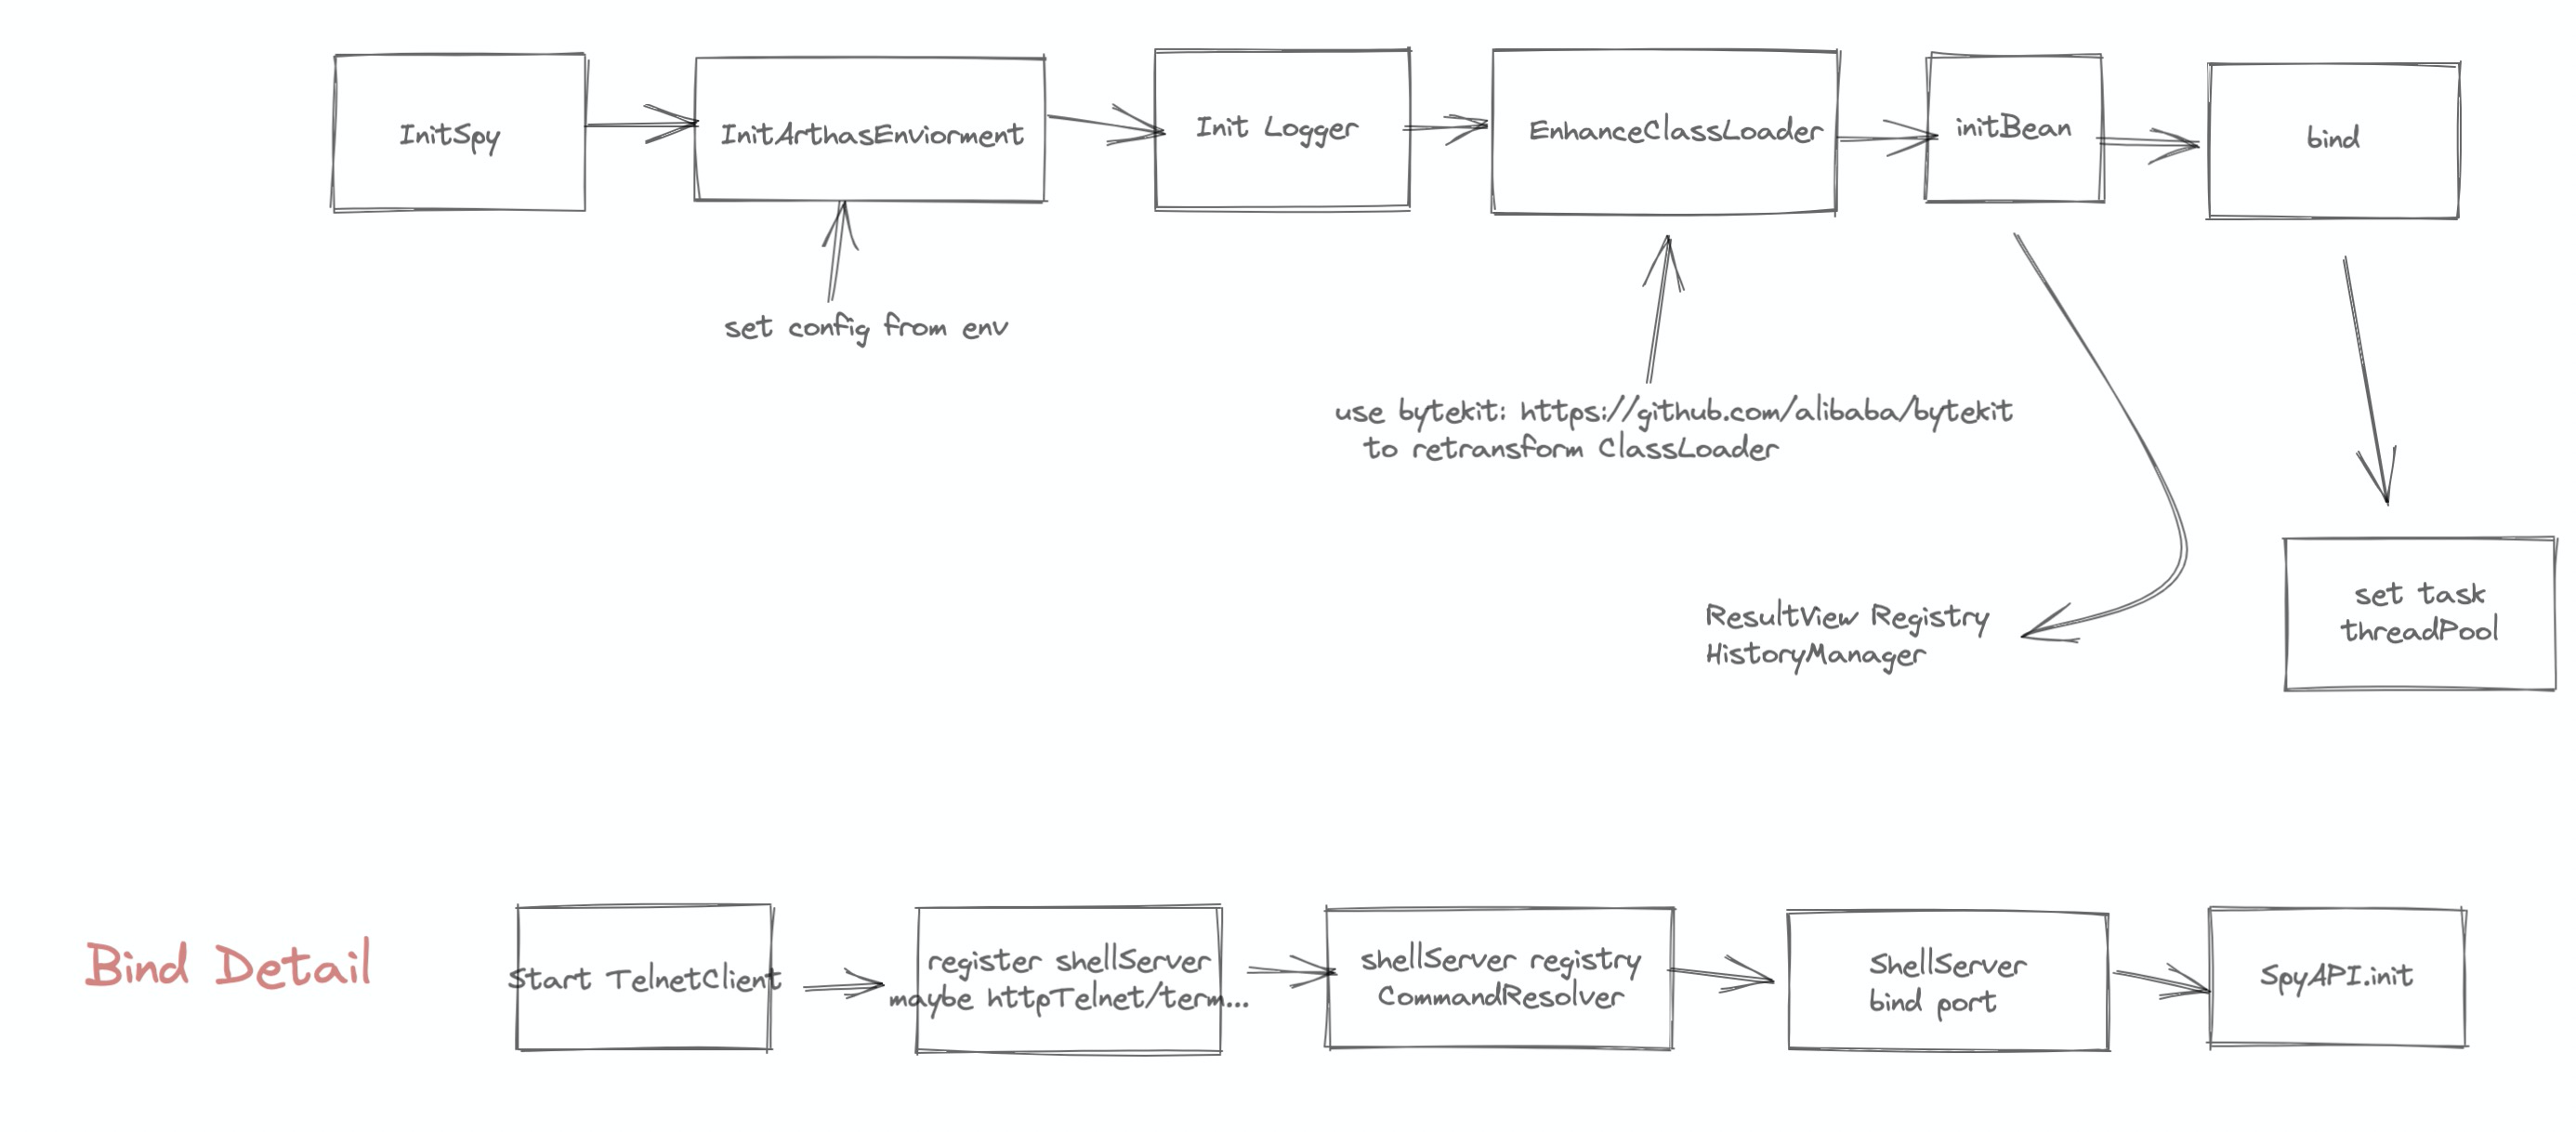 InitSpy
InitArthasEnviorment
Init Logger
EnhanceClassLoader
initBean
bind
set config from env
use bytekit: https://github.com/alibaba/bytekit
to retransform ClassLoader
ResultView Registry
HistoryManager
set task
threadPool
Bind Detail
Start TelnetClient
register shellServer
maybe httpTelnet/term...
shellServer registry
CommandResolver
ShellServer
bind port
SpyAPI.init